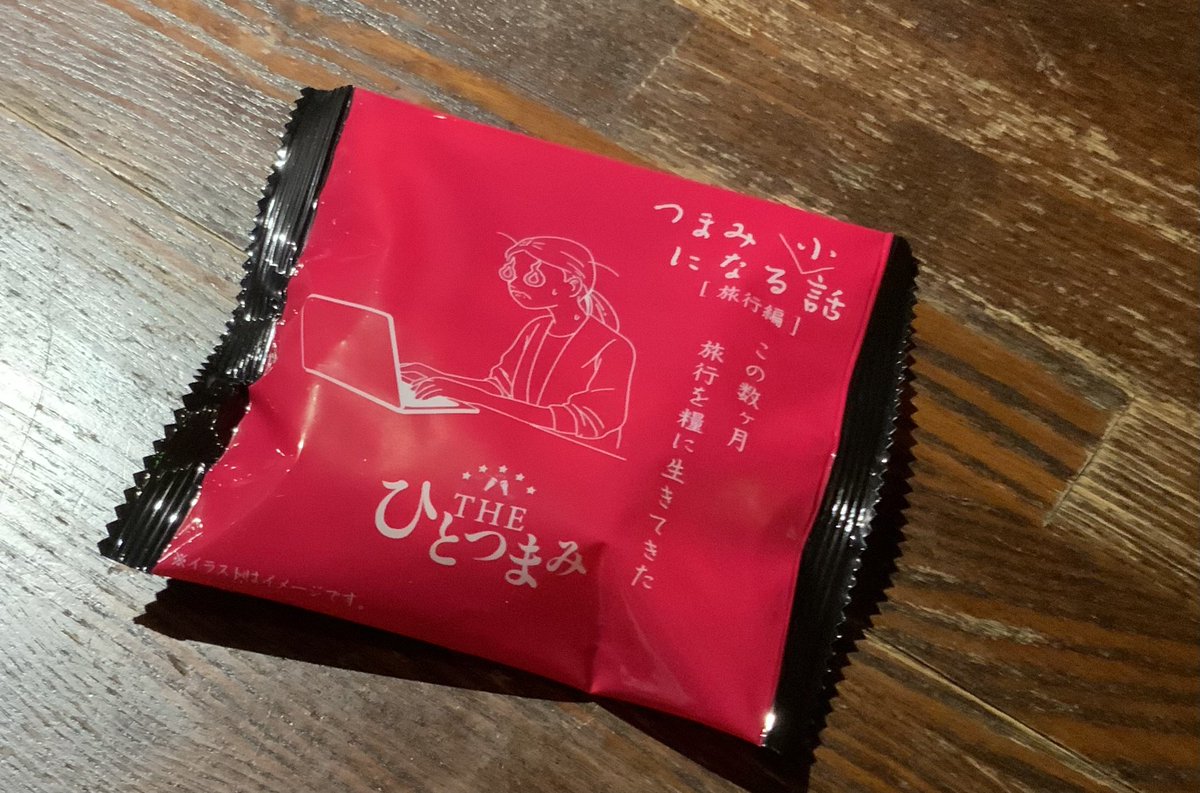 つまみ
になる小話
[旅行編]
この数ヶ月
旅行を糧に生きてきた
THE
ひとつまみ
※イラストはイメージです。